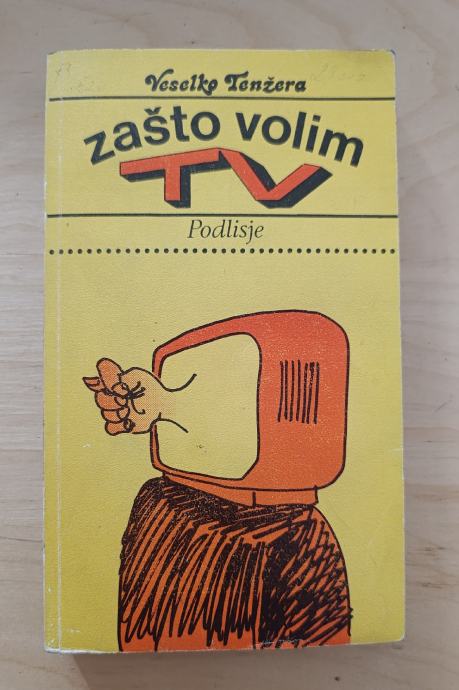 Veselko Tenžera
zašto volim
TV
Podlisje